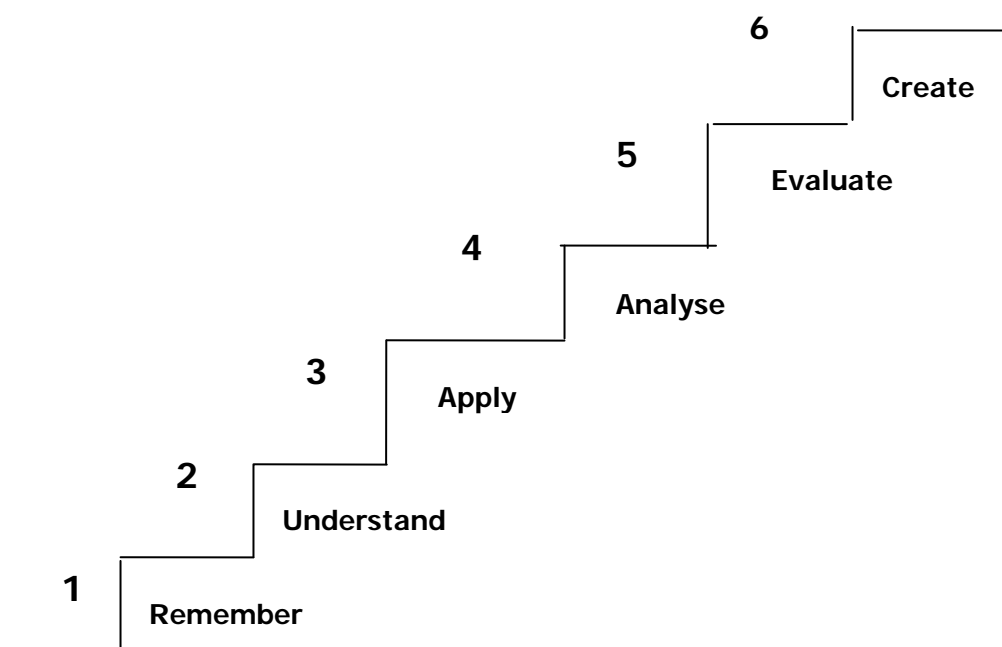 6
Create
5
Evaluate
4
Analyse
3
Apply
2
Understand
1
Remember